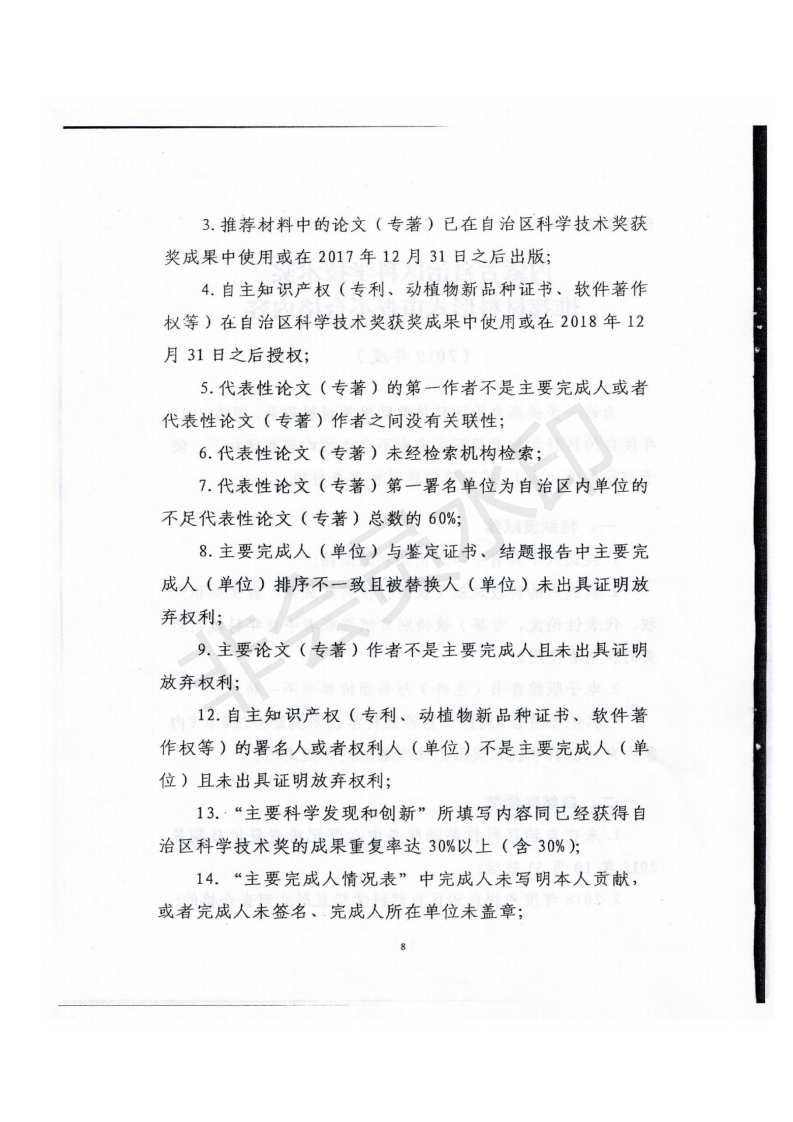 3.推荐材料中的论文（专著）已在自治区科学技术奖获
奖成果中使用或在 2017 年 12 月 31 日之后出版;
4.自主知识产权（专利、动植物新品种证书、软件著作
权等）在自治区科学技术奖获奖成果中使用或在 2018 年 12
月 31 日之后授权;
5.代表性论文（专著）的第一作者不是主要完成人或者
代表性论文（专著）作者之间没有关联性;
6.代表性论文（专著）未经检索机构检索;
7.代表性论文（专著）第一署名单位为自治区内单位的
不足代表性论文（专著）总数的 60%;
8.主要完成人（单位）与鉴定证书、结题报告中主要完
成人（单位）排序不一致且被替换人（单位）未出具证明放
弃权利;
9.主要论文（专著）作者不是主要完成人且未出具证明
放弃权利;
12.自主知识产权（专利、动植物新品种证书、软件著
作权等）的署名人或者权利人（单位）不是主要完成人（单
位）且未出具证明放弃权利;
13.“主要科学发现和创新”所填写内容同已经获得自
治区科学技术奖的成果重复率达 30%以上（含 30%）;
14.“主要完成人情况表”中完成人未写明本人贡献，
或者完成人未签名、完成人所在单位未盖章;
8
非会员水印